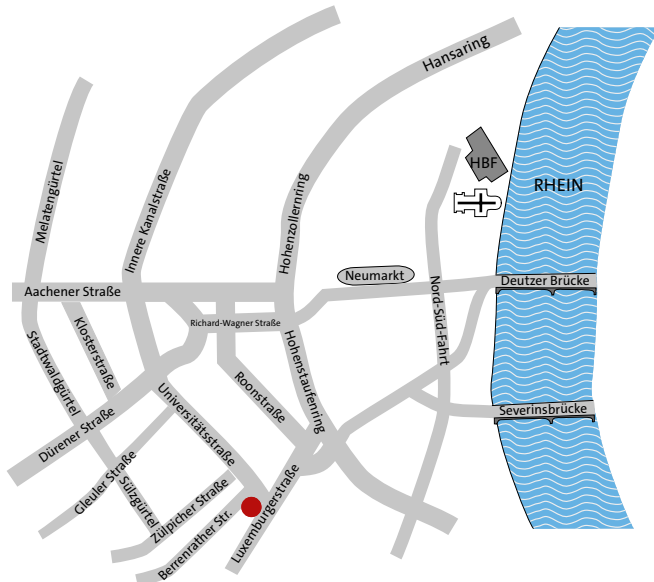 Hansaring
HBF
RHEIN
Melatengürtel
Innere Kanalstraße
Hohenzollernring
Neumarkt
Deutzer Brücke
Aachener Straße
Nord-Süd-Fahrt
Richard-Wagner Straße
Klosterstraße
Stadtwaldgürtel
Hohenstaufenring
Roonstraße
Severinsbrücke
Dürener Straße
Universitätsstraße
Gleuler Straße
Sülzgürtel
Zülpicher Straße
Luxemburgerstraße
Berrenrather Str.